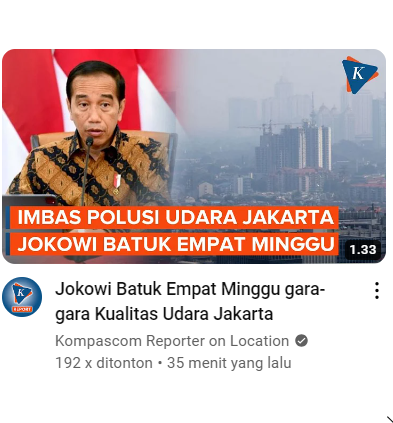 K
IMBAS POLUSI UDARA JAKARTA
JOKOWI BATUK EMPAT MINGGU
1.33
K
REPORT
Jokowi Batuk Empat Minggu gara-
gara Kualitas Udara Jakarta
Kompascom Reporter on Location
192 x ditonton • 35 menit yang lalu